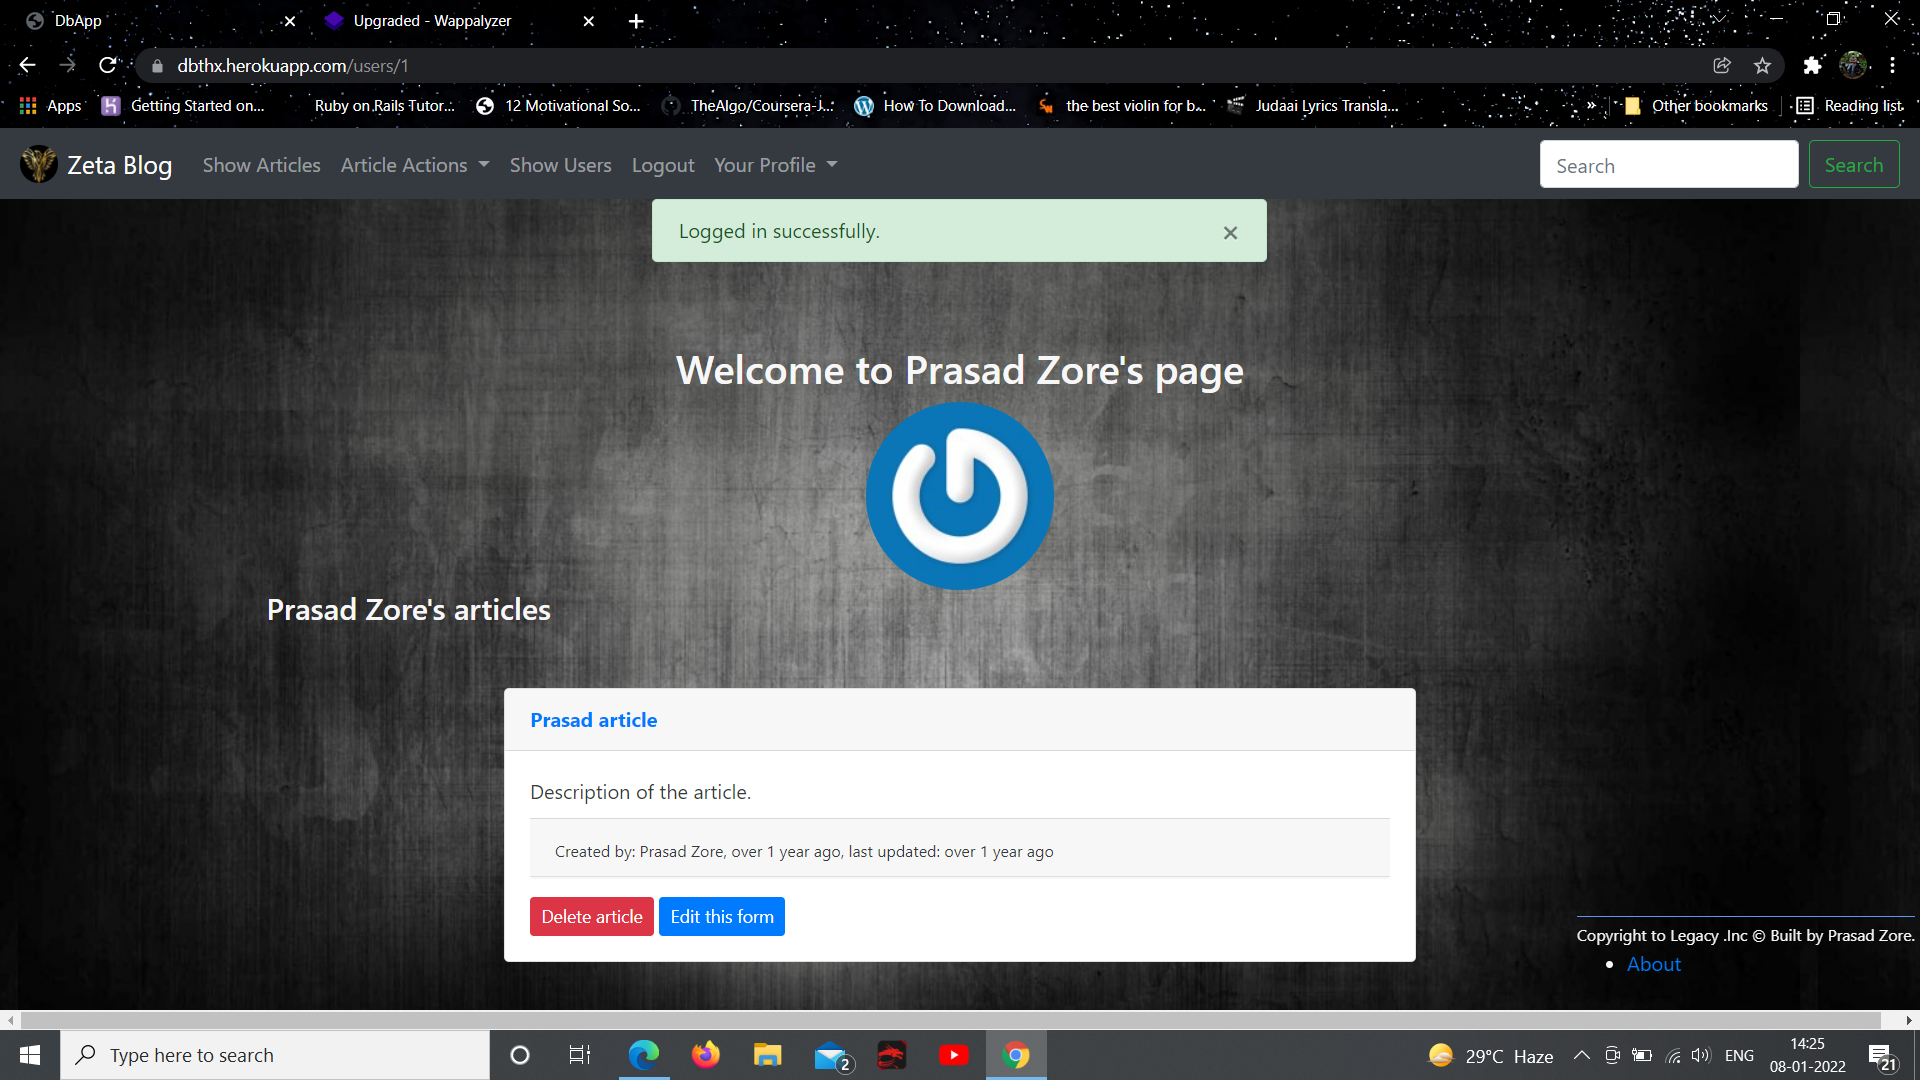 DbApp
Upgraded - Wappalyzer
dbthx.herokuapp.com/users/1
Apps
Getting Started on...
Ruby on Rails Tutor...
12 Motivational So...
TheAlgo/Coursera-J...
How To Download...
the best violin for b...
Judaai Lyrics Transla...
»
Other bookmarks
Reading list
Zeta Blog
Show Articles
Article Actions
Show Users
Logout
Your Profile
Search
Search
Logged in successfully.
×
Welcome to Prasad Zore's page
Prasad Zore's articles
Prasad article
Description of the article.
Created by: Prasad Zore, over 1 year ago, last updated: over 1 year ago
Delete article
Edit this form
Copyright to Legacy .Inc © Built by Prasad Zore.
• About
Type here to search
2
29°C Haze
ENG
14:25
08-01-2022
21